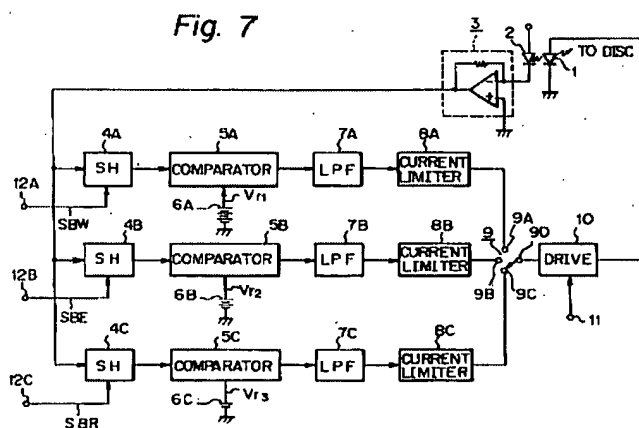 Fig. 7
3
2
TO DISC
1
4A
5A
7A
8A
SH
COMPARATOR
LPF
CURRENT LIMITER
12A
SBW
6A
Vr1
4B
5B
7B
8B
9
9A
9D
10
SH
COMPARATOR
LPF
CURRENT LIMITER
DRIVE
12B
SBE
6B
Vr2
9B
9C
11
4C
5C
7C
8C
SH
COMPARATOR
LPF
CURRENT LIMITER
12C
SBR
6C
Vr3